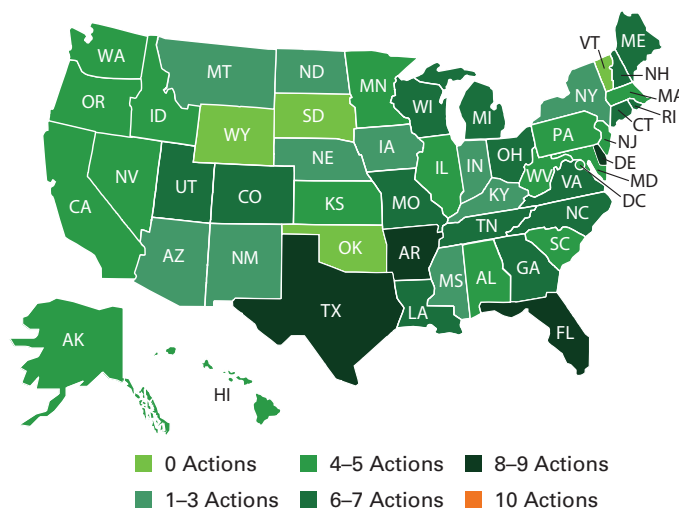 WA
MT
ND
MN
VT
ME
OR
ID
WY
SD
WI
MI
NY
NH
MA
RI
CT
NV
UT
CO
NE
IA
IL
IN
OH
PA
NJ
DE
MD
DC
CA
KS
MO
KY
WV
VA
AZ
NM
OK
AR
TN
NC
SC
TX
LA
MS
AL
GA
FL
AK
HI
0 Actions
4–5 Actions
8–9 Actions
1–3 Actions
6–7 Actions
10 Actions